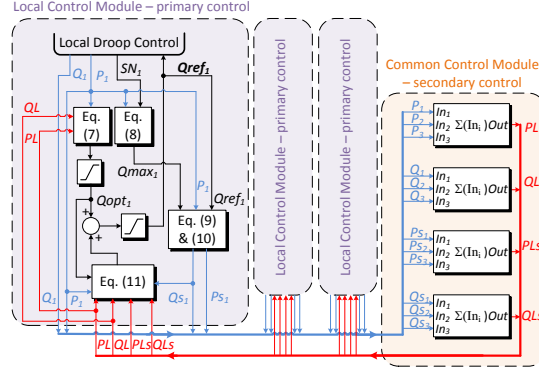 Local Control Module – primary control
Local Droop Control
Q1
P1
SN1
Qref1
QL
PL
Eq.
(7)
Eq.
(8)
Qmax1
P1
Qref1
Qopt1
+
+
Eq. (9)
& (10)
Eq. (11)
Q1
P1
Qs1
Ps1
PL QL PLs QLs
Local Control Module – primary control
Local Control Module – primary control
Common Control Module
– secondary control
P1
P2
P3
In1
In2 Σ(Ini)Out
In3
PL
Q1
Q2
Q3
In1
In2 Σ(Ini)Out
In3
QL
Ps1
Ps2
Ps3
In1
In2 Σ(Ini)Out
In3
PLs
Qs1
Qs2
Qs3
In1
In2 Σ(Ini)Out
In3
QLs